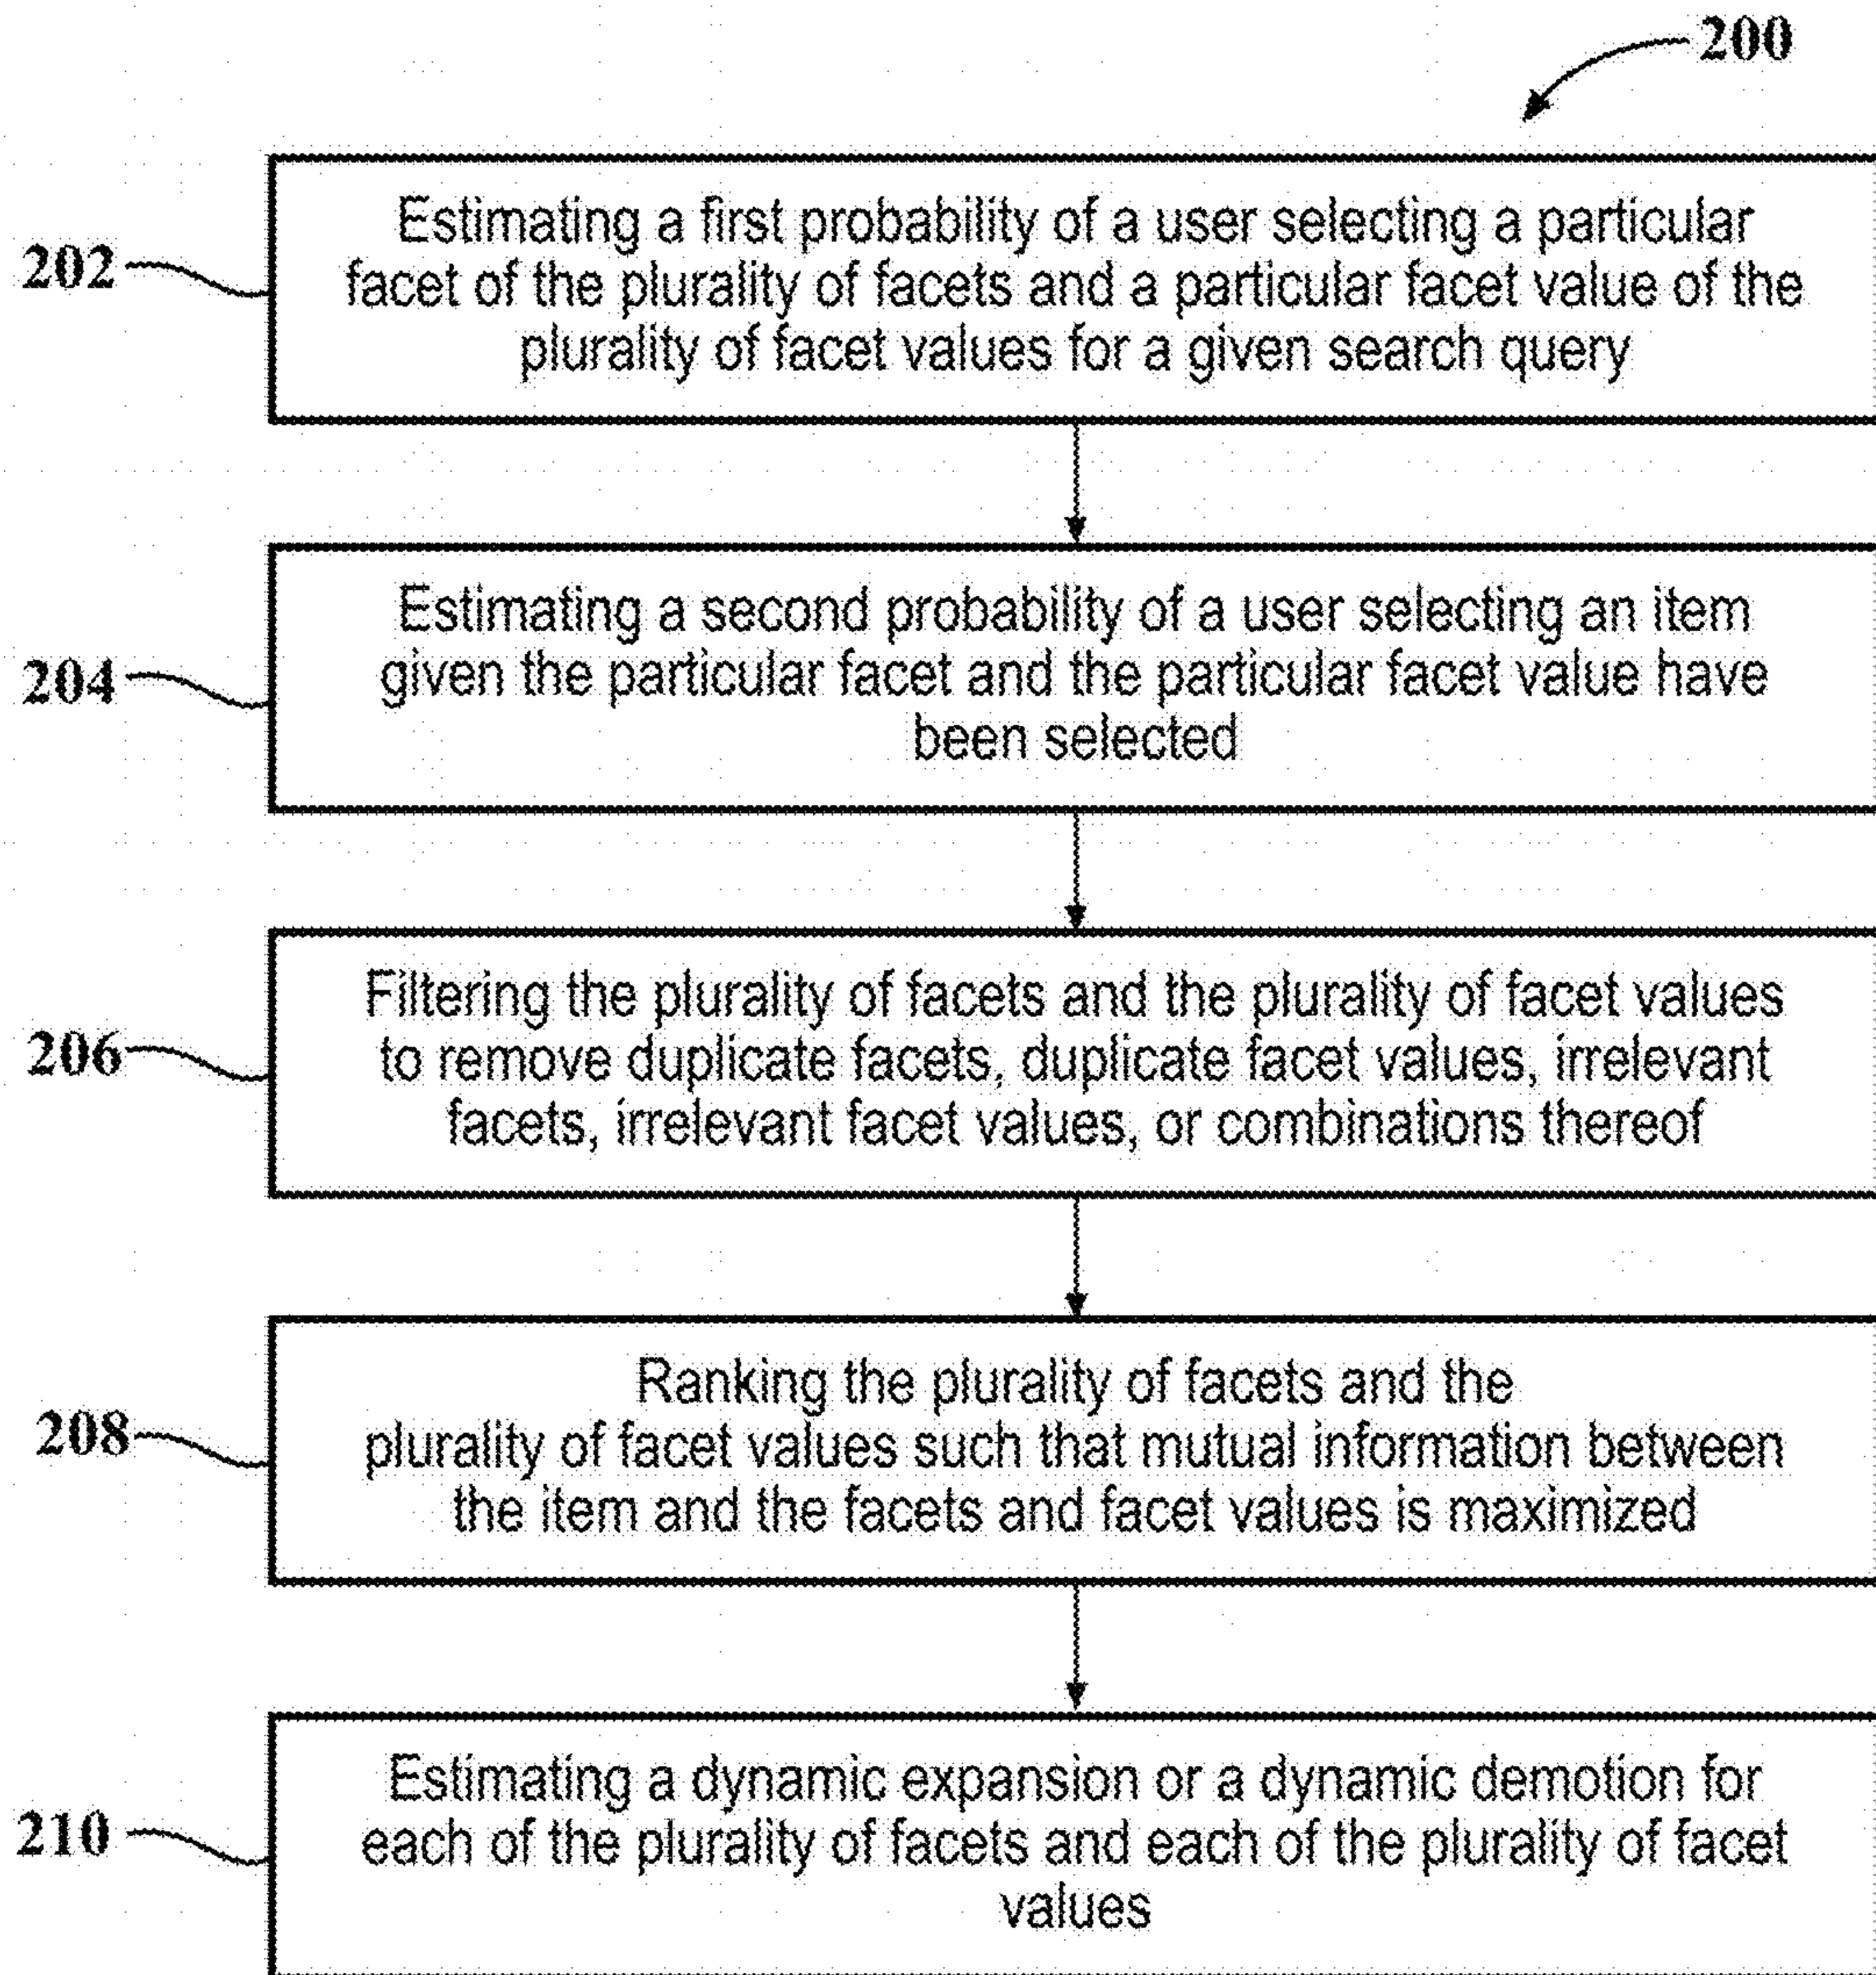 200
202
Estimating a first probability of a user selecting a particular
facet of the plurality of facets and a particular facet value of the
plurality of facet values for a given search query
204
Estimating a second probability of a user selecting an item
given the particular facet and the particular facet value have
been selected
206
Filtering the plurality of facets and the plurality of facet values
to remove duplicate facets, duplicate facet values, irrelevant
facets, irrelevant facet values, or combinations thereof
208
Ranking the plurality of facets and the
plurality of facet values such that mutual information between
the item and the facets and facet values is maximized
210
Estimating a dynamic expansion or a dynamic demotion for
each of the plurality of facets and each of the plurality of facet
values